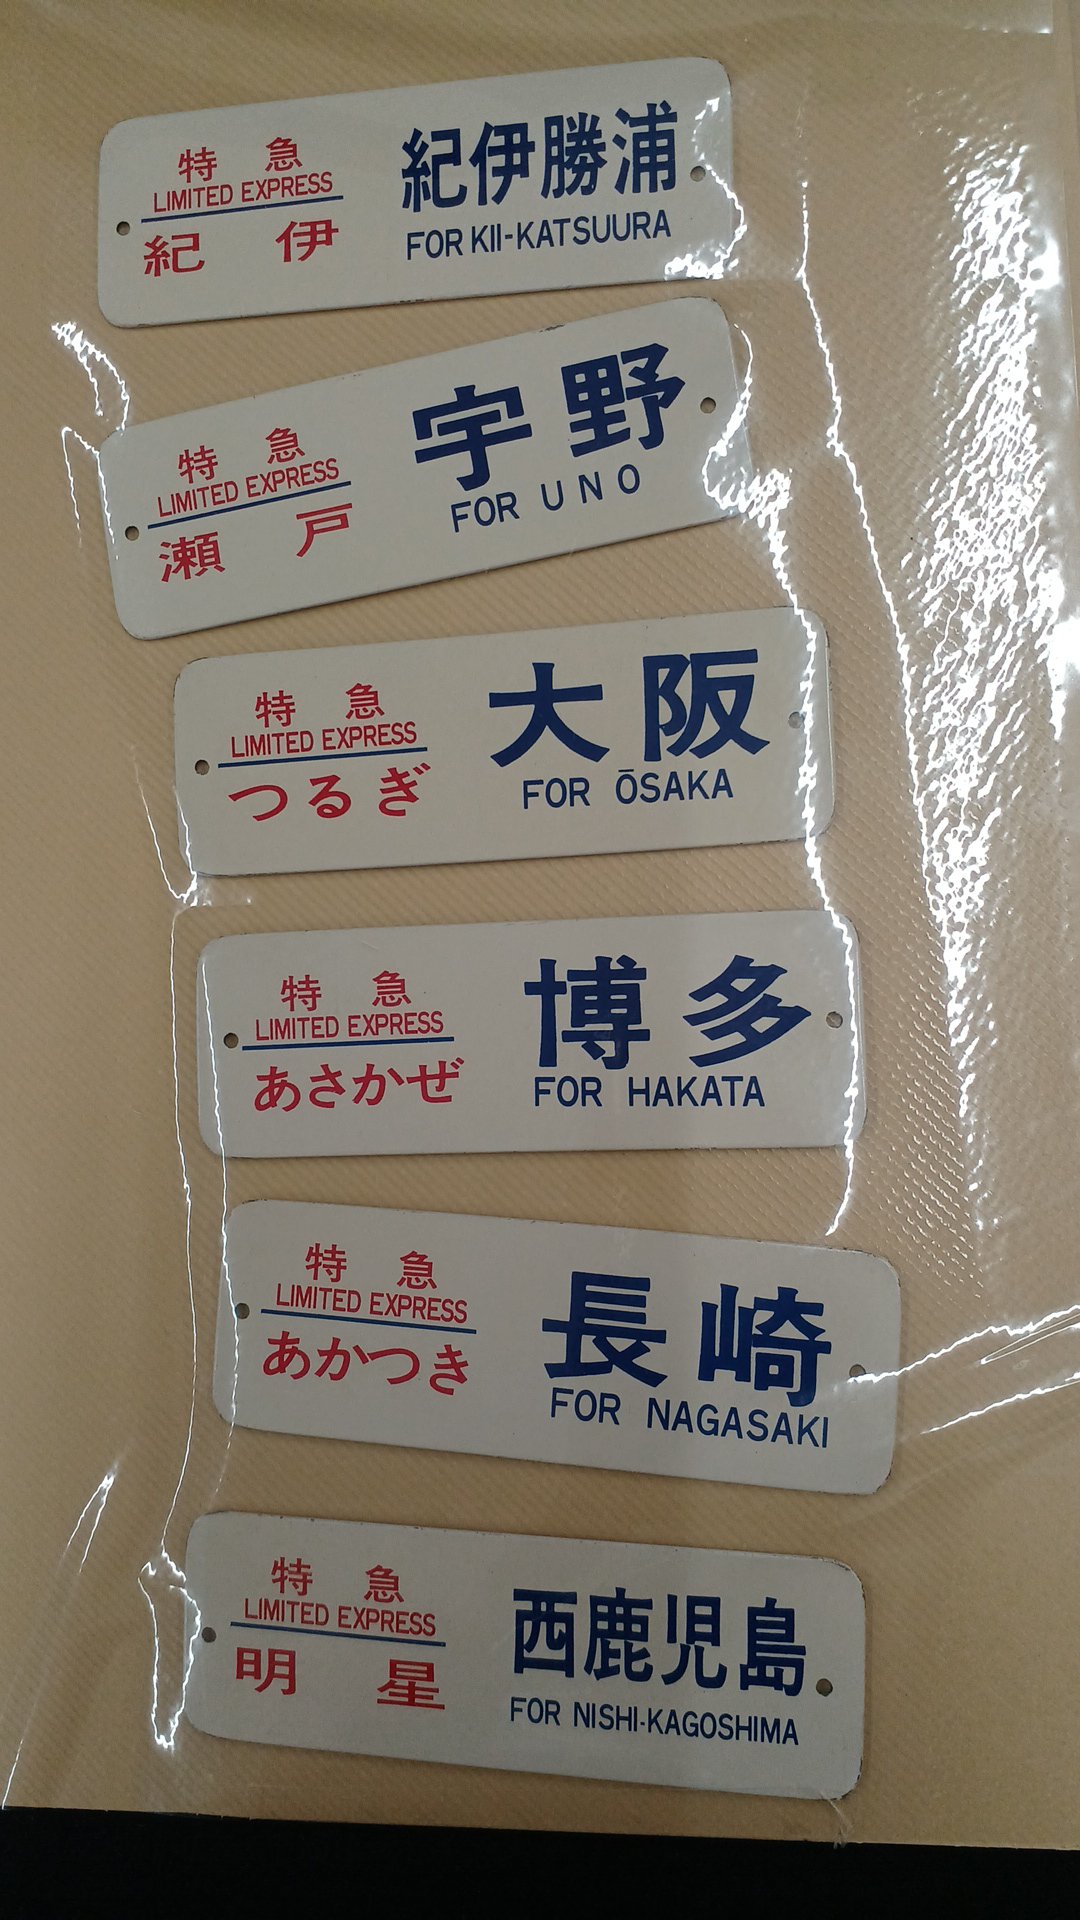 特急
LIMITED EXPRESS
紀伊
紀伊勝浦
FOR KII-KATSUURA
特急
LIMITED EXPRESS
瀬戸
宇野
FOR UNO
特急
LIMITED EXPRESS
つるぎ
大阪
FOR ŌSAKA
特急
LIMITED EXPRESS
あさかぜ
博多
FOR HAKATA
特急
LIMITED EXPRESS
あかつき
長崎
FOR NAGASAKI
特急
LIMITED EXPRESS
明星
西鹿児島
FOR NISHI-KAGOSHIMA